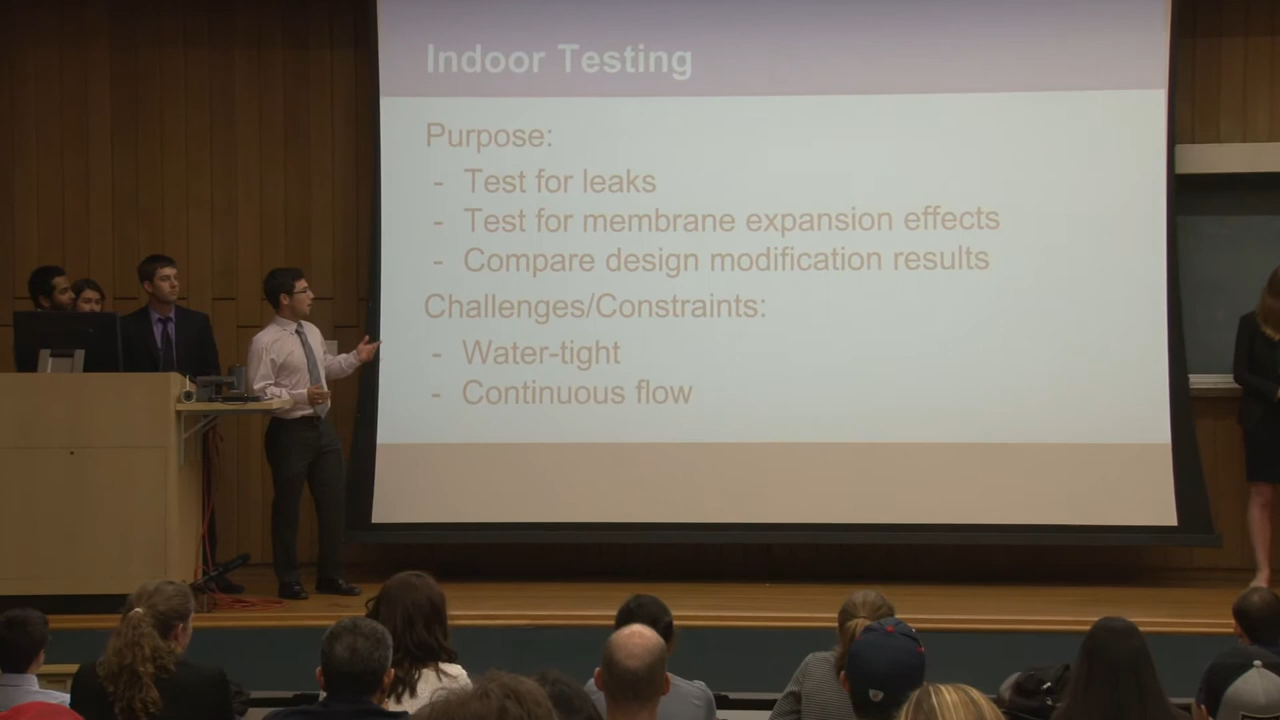 Indoor Testing
Purpose:
- Test for leaks
- Test for membrane expansion effects
- Compare design modification results
Challenges/Constraints:
- Water-tight
- Continuous flow